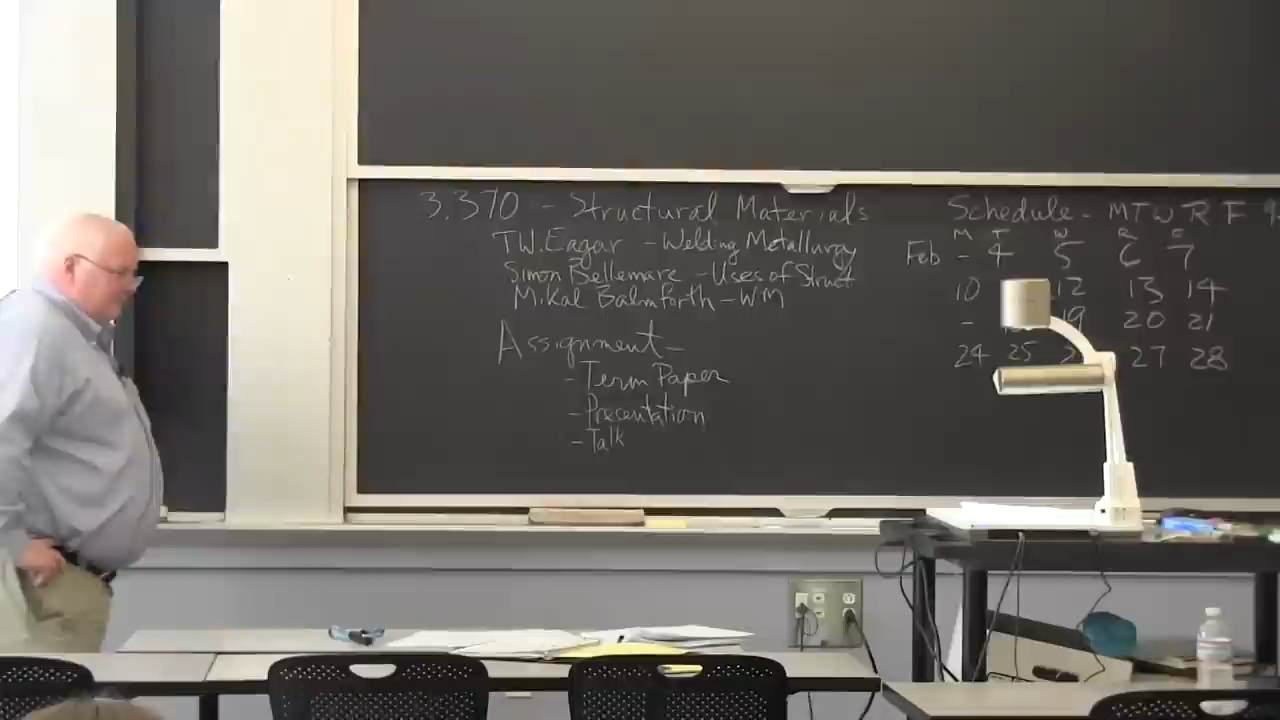 3.370 - Structural Materials
T.W. Eagar - Welding Metallurgy
Simon Bellemare - Uses of Struct
Mikal Balmforth - WM
Assignment -
- Term Paper
- Presentation
- Talk
Schedule - M T W R F 9
M T W R F
Feb - 4 5 6 7
10 12 13 14
- 19 20 21
24 25 27 28